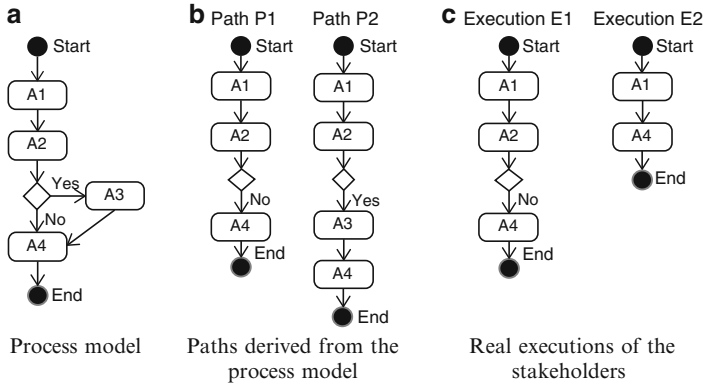 a
Start
A1
A2
Yes
A3
No
A4
End
Process model
b Path P1 Path P2
Start Start
A1 A1
A2 A2
No Yes
A4 A3
End
A4
End
Paths derived from the
process model
c Execution E1 Execution E2
Start Start
A1 A1
A2 A4
End
No
A4
End
Real executions of the
stakeholders